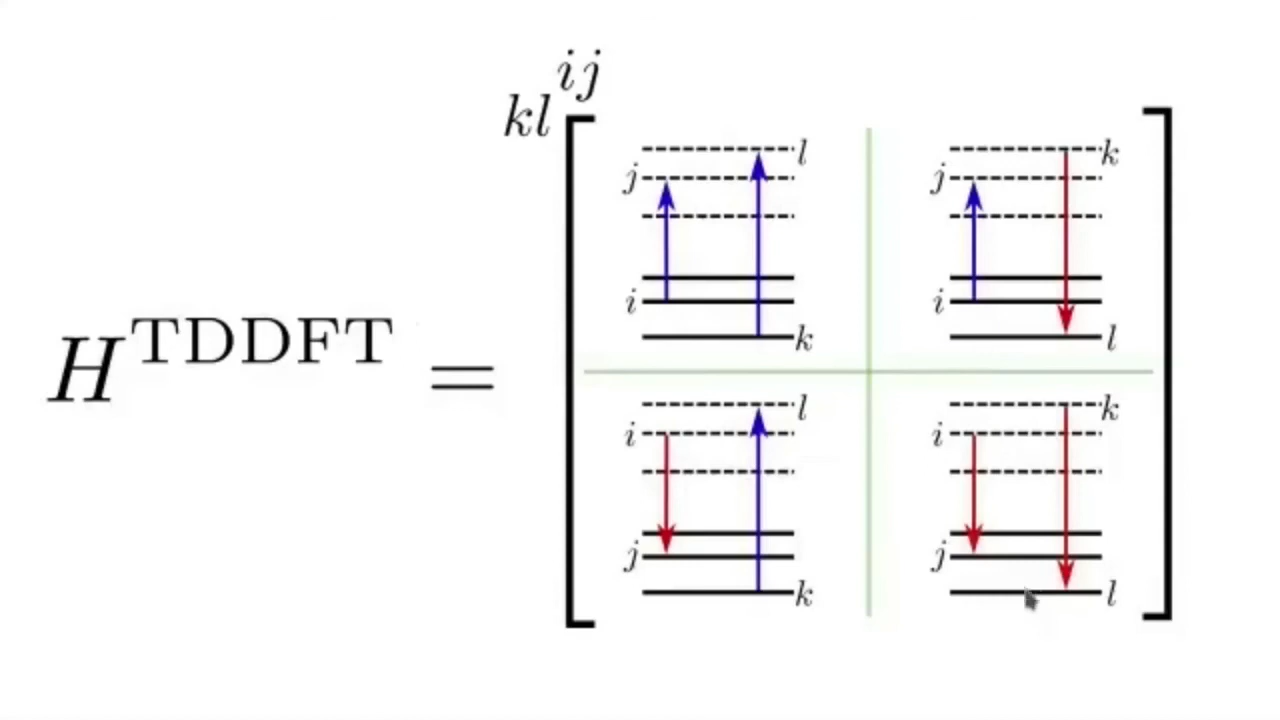 ij
kl
l k
j j
i i
k l
H^TDDFT =
l k
i i
j j
k l